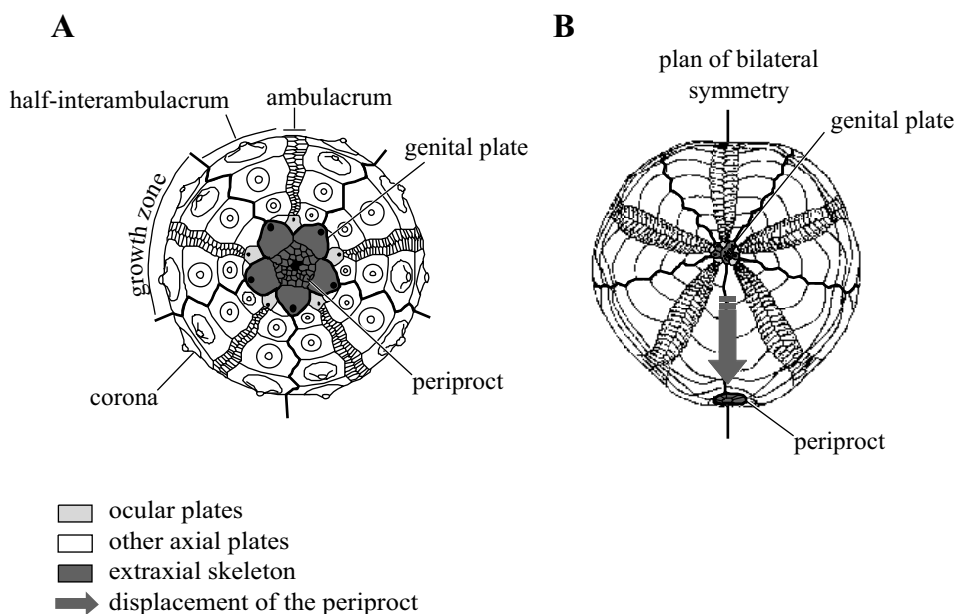 A
half-interambulacrum
ambulacrum
genital plate
growth zone
corona
periproct
B
plan of bilateral
symmetry
genital plate
periproct
ocular plates
other axial plates
extraxial skeleton
displacement of the periproct